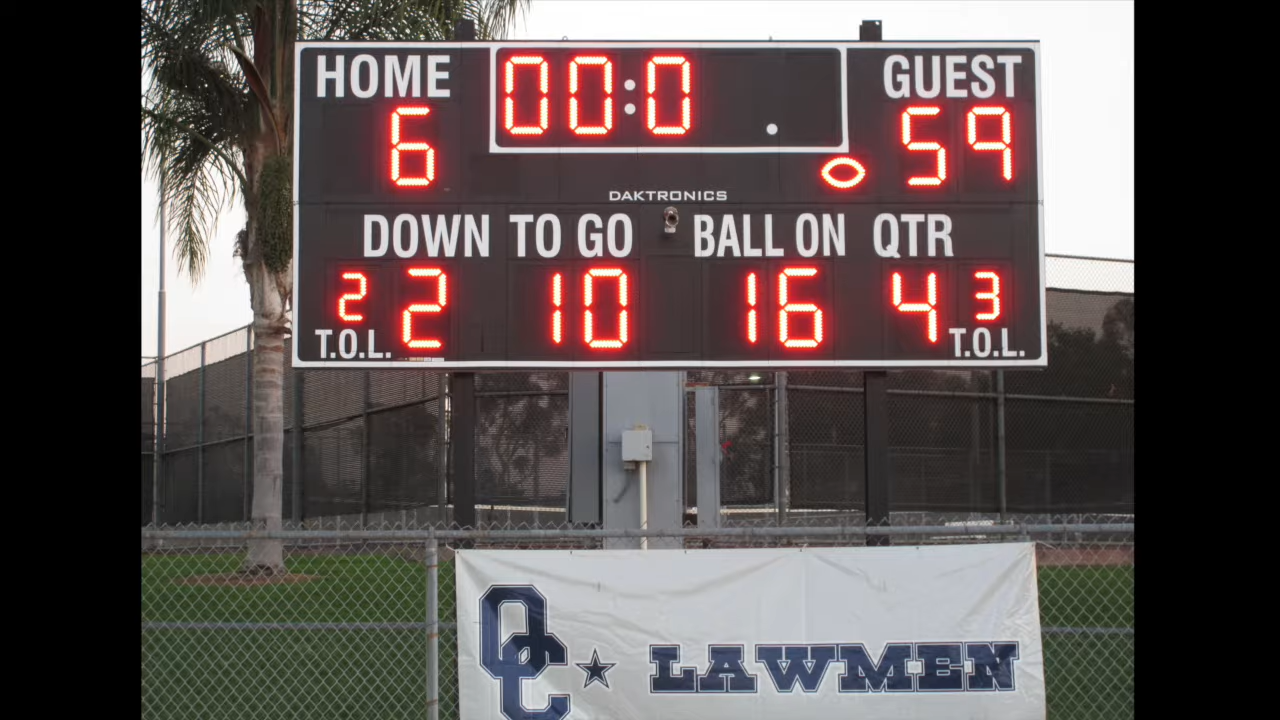 HOME 00:0 GUEST
6 59
DAKTRONICS
DOWN TO GO BALL ON QTR
2 2 10 16 4 3
T.O.L. T.O.L.
OC LAWMEN